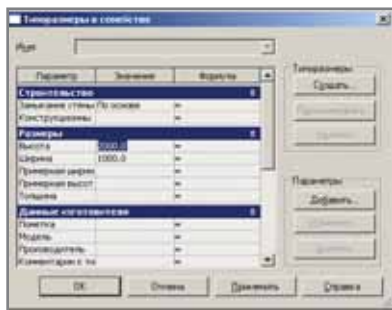 Типоразмеры в семействе
Имя:
Параметр Значение Формула
Строительство
Замыкание стены По основе =
Конструкционны =
Размеры
Высота 2000.0 =
Ширина 1000.0 =
Примерная ширин =
Примерная высот =
Толщина =
Данные изготовителя
Пометка =
Модель =
Производитель =
Комментарии к ти =
Типоразмеры
Создать...
Параметры
Добавить...
OK Отмена Применить Справка